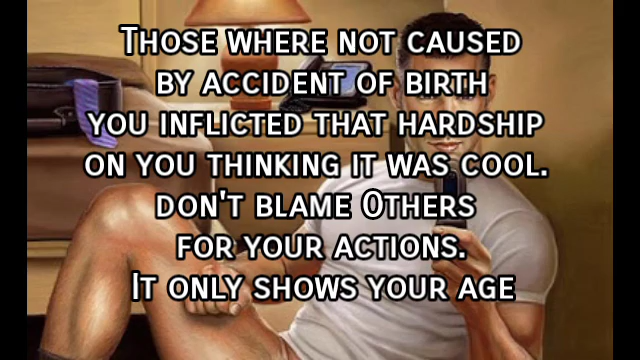 Those where not caused
by accident of birth
you inflicted that hardship
on you thinking it was cool.
don't blame Others
for your actions.
It only shows your age